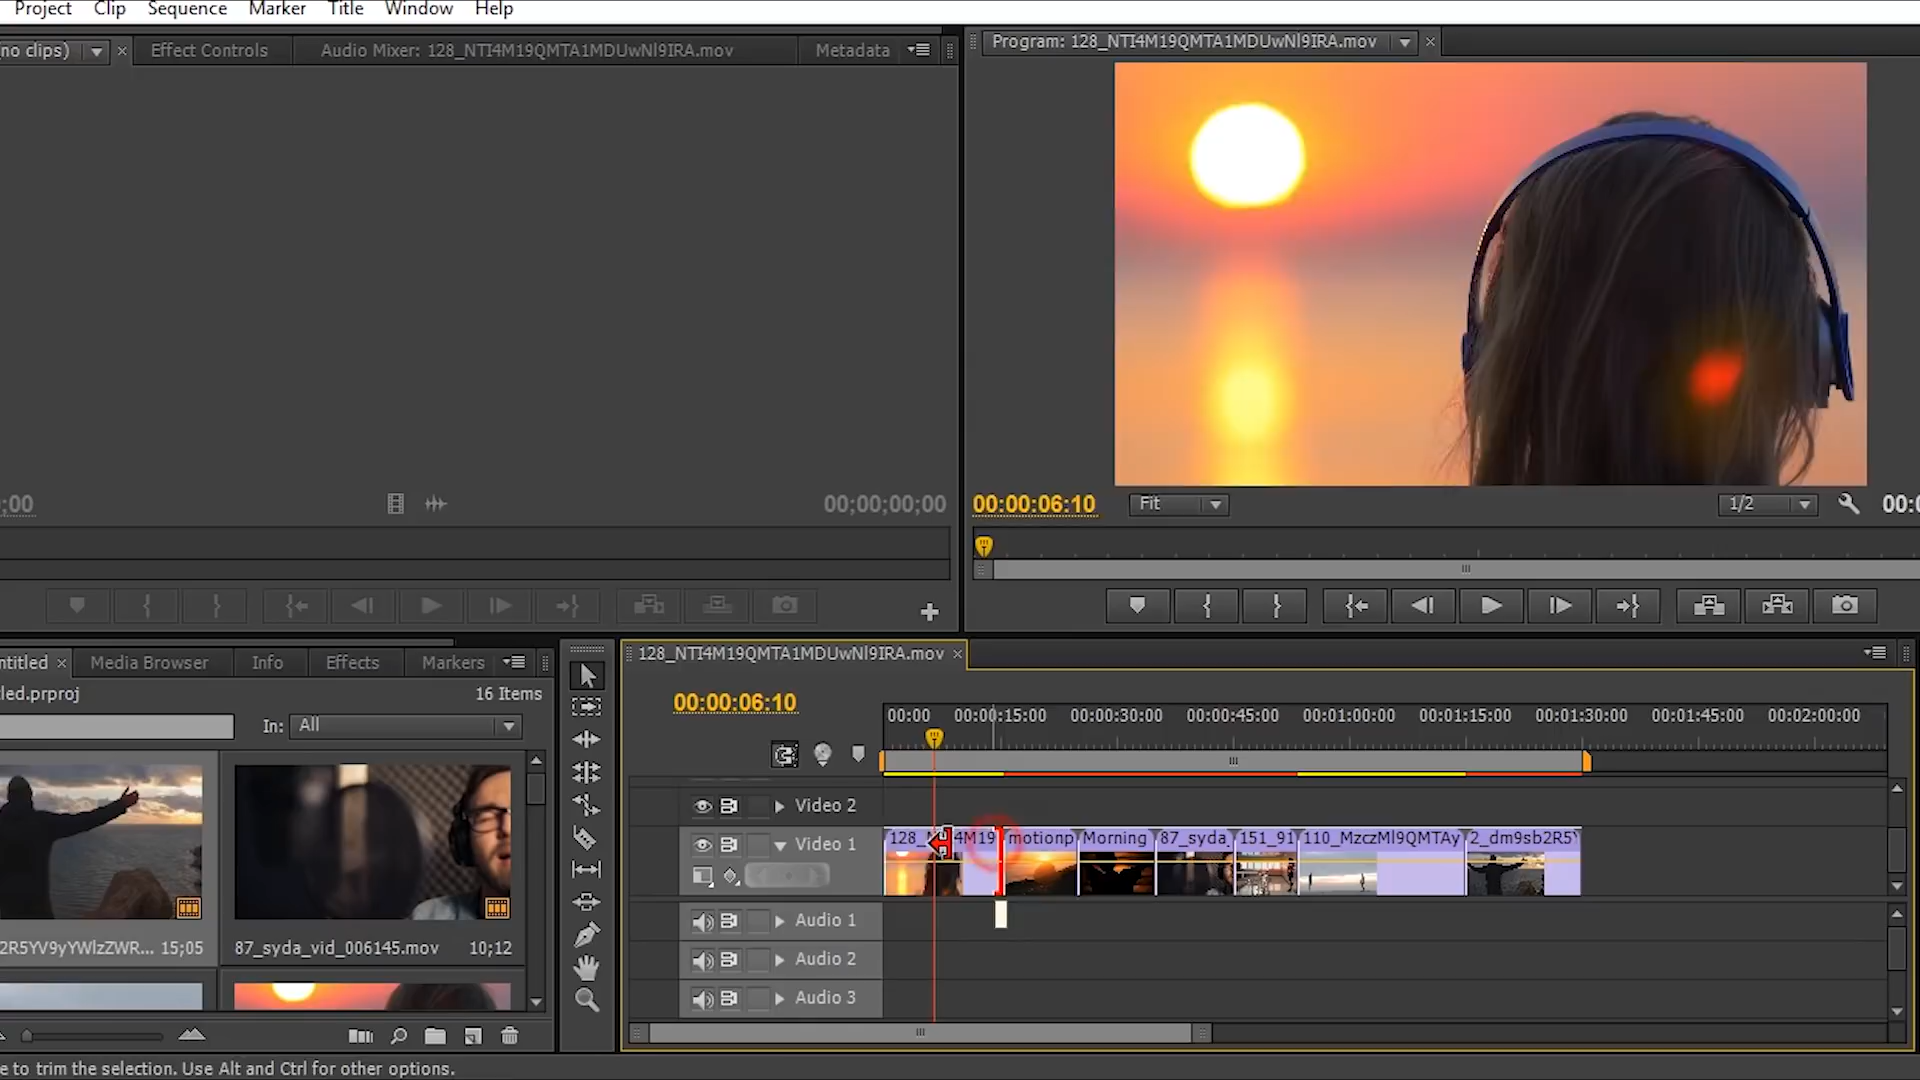 Project Clip Sequence Marker Title Window Help
no clips) Effect Controls Audio Mixer: 128_NTI4M19QMTA1MDUwNl9IRA.mov Metadata
Program: 128_NTI4M19QMTA1MDUwNl9IRA.mov
;00 00;00;00;00
00:00:06:10 Fit 1/2 00:0
ntitled Media Browser Info Effects Markers
led.prproj 16 Items
In: All
2R5YV9yYWlzZWR... 15;05
87_syda_vid_006145.mov 10;12
128_NTI4M19QMTA1MDUwNl9IRA.mov
00:00:06:10
00:00 00:00:15:00 00:00:30:00 00:00:45:00 00:01:00:00 00:01:15:00 00:01:30:00 00:01:45:00 00:02:00:00
Video 2
Video 1
128_ 4M19 motionp Morning 87_syda_ 151_91 110_MzczMl9QMTAy 2_dm9sb2R5Y
Audio 1
Audio 2
Audio 3
e to trim the selection. Use Alt and Ctrl for other options.